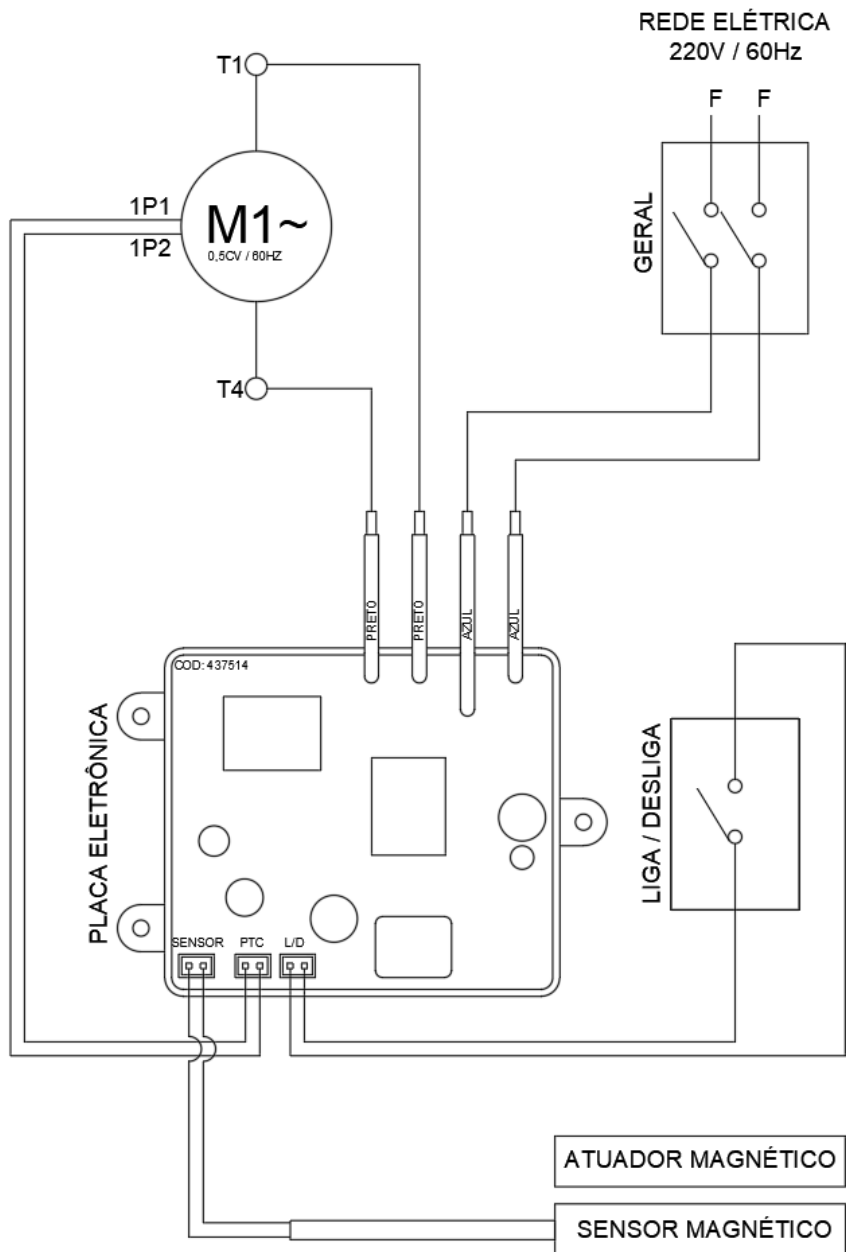 REDE ELÉTRICA
220V / 60Hz
F F
T1
1P1
1P2
M1~
0,5CV / 60HZ
GERAL
T4
PRETO
PRETO
AZUL
AZUL
COD: 437514
PLACA ELETRÔNICA
LIGA / DESLIGA
SENSOR PTC L/D
ATUADOR MAGNÉTICO
SENSOR MAGNÉTICO